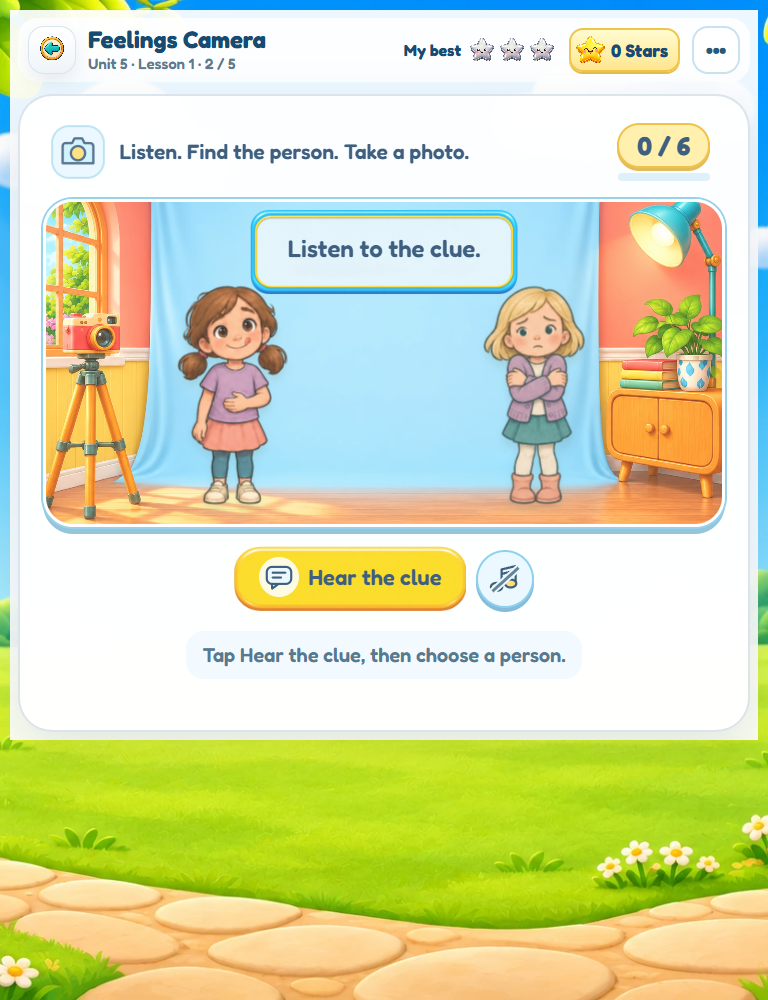 Feelings Camera
Unit 5 · Lesson 1 · 2 / 5
My best
0 Stars
Listen. Find the person. Take a photo.
0 / 6
Listen to the clue.
Hear the clue
Tap Hear the clue, then choose a person.